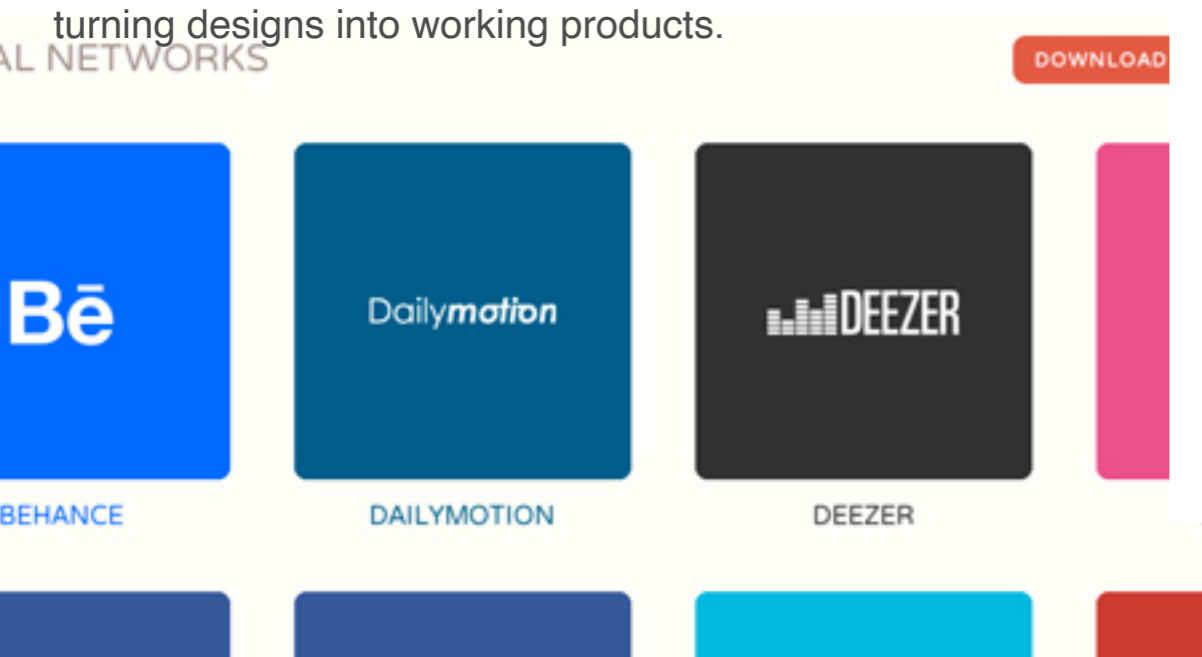 turning designs into working products.
AL NETWORKS
DOWNLOAD
Bē
Dailymotion
DEEZER
BEHANCE
DAILYMOTION
DEEZER